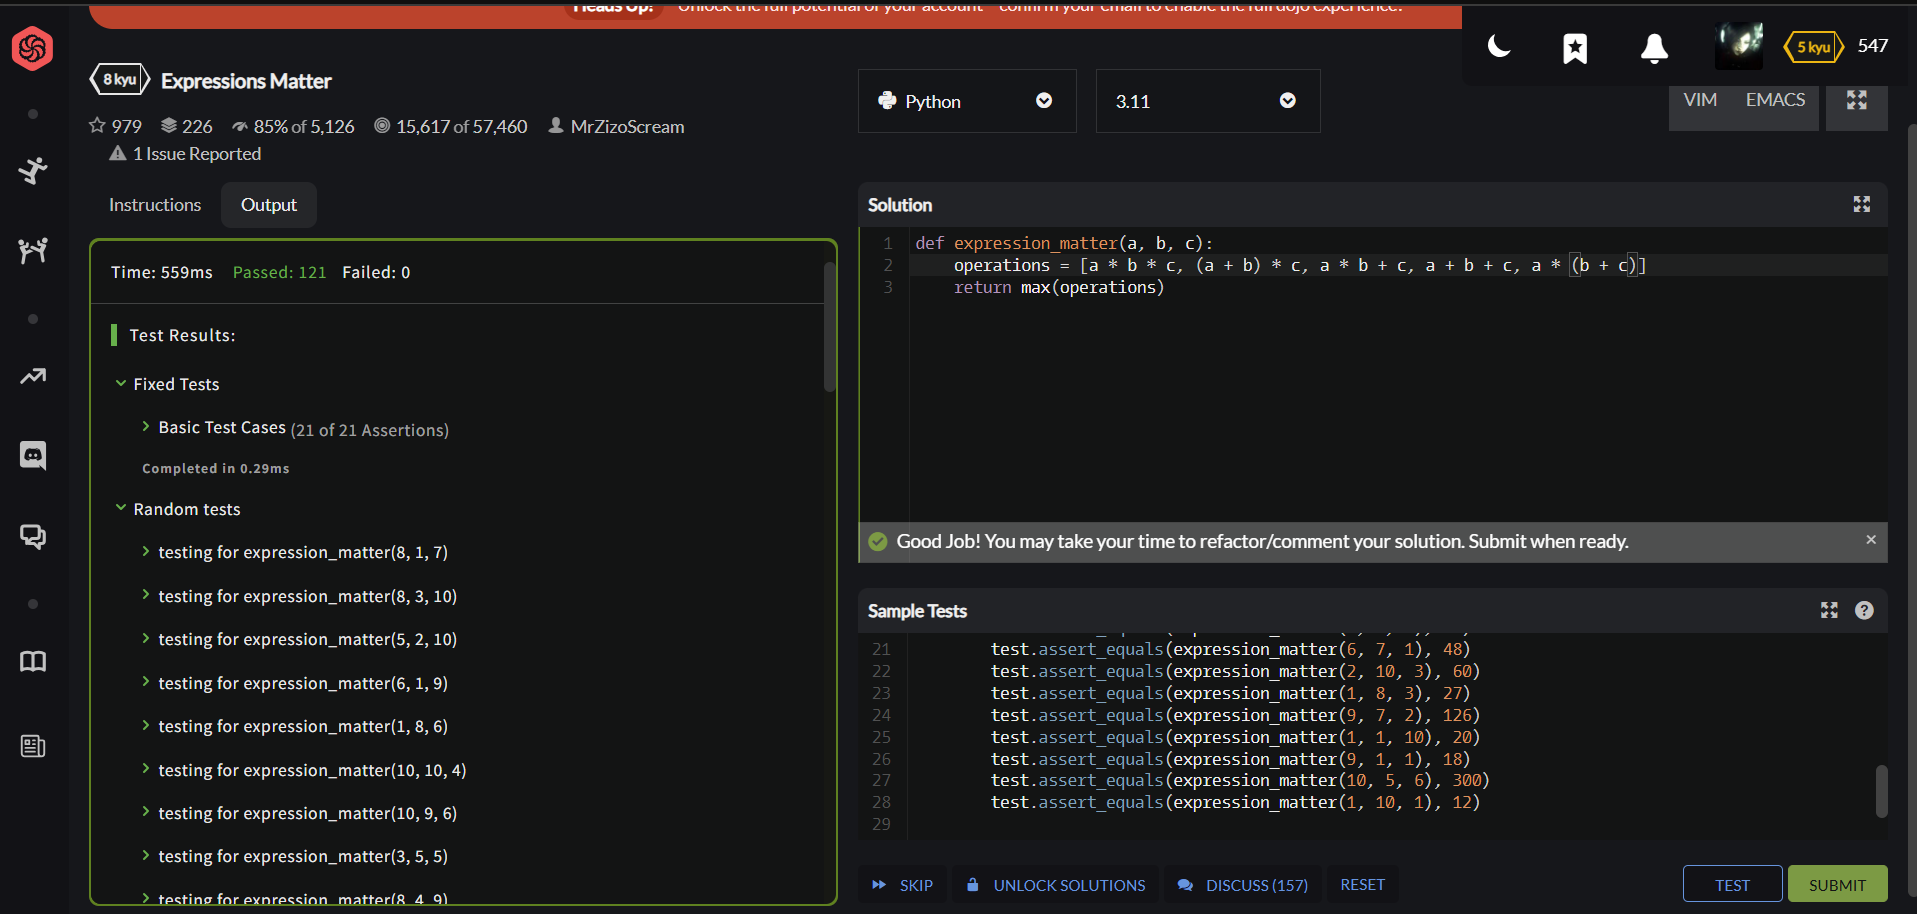 Heads Up! Unlock the full potential of your account - confirm your email to enable the full dojo experience.
5 kyu 547
8 kyu Expressions Matter
979 226 85% of 5,126 15,617 of 57,460 MrZizoScream
1 Issue Reported
Python
3.11
VIM EMACS
Instructions Output
Time: 559ms Passed: 121 Failed: 0
Test Results:
Fixed Tests
Basic Test Cases (21 of 21 Assertions)
Completed in 0.29ms
Random tests
testing for expression_matter(8, 1, 7)
testing for expression_matter(8, 3, 10)
testing for expression_matter(5, 2, 10)
testing for expression_matter(6, 1, 9)
testing for expression_matter(1, 8, 6)
testing for expression_matter(10, 10, 4)
testing for expression_matter(10, 9, 6)
testing for expression_matter(3, 5, 5)
testing for expression_matter(8, 4, 9)
Solution
1 def expression_matter(a, b, c):
2 operations = [a * b * c, (a + b) * c, a * b + c, a + b + c, a * (b + c)]
3 return max(operations)
Good Job! You may take your time to refactor/comment your solution. Submit when ready.
Sample Tests
21 test.assert_equals(expression_matter(6, 7, 1), 48)
22 test.assert_equals(expression_matter(2, 10, 3), 60)
23 test.assert_equals(expression_matter(1, 8, 3), 27)
24 test.assert_equals(expression_matter(9, 7, 2), 126)
25 test.assert_equals(expression_matter(1, 1, 10), 20)
26 test.assert_equals(expression_matter(9, 1, 1), 18)
27 test.assert_equals(expression_matter(10, 5, 6), 300)
28 test.assert_equals(expression_matter(1, 10, 1), 12)
29
SKIP UNLOCK SOLUTIONS DISCUSS (157) RESET TEST SUBMIT